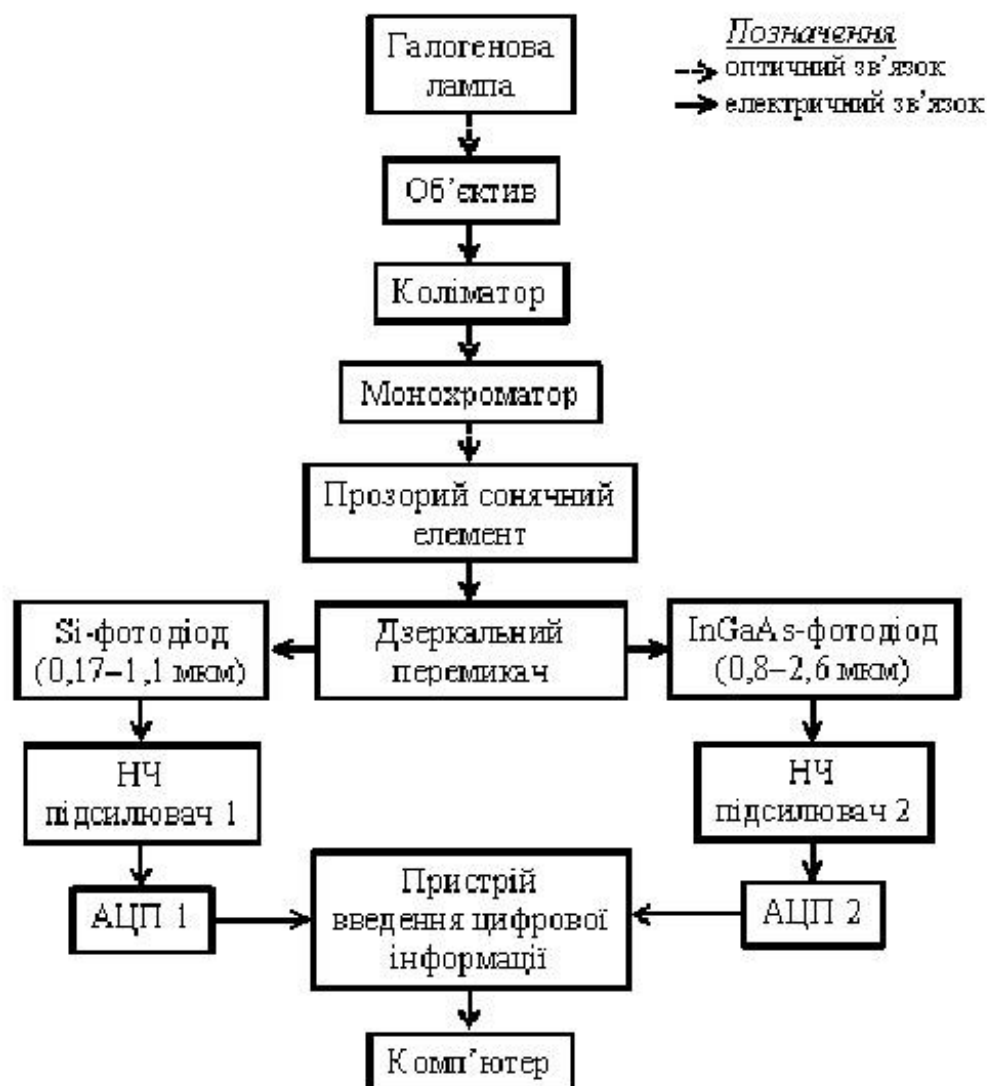 Галогенова
лампа
Позначення
оптичний зв’язок
електричний зв’язок
Об’єктив
Коліматор
Монохроматор
Прозорий сонячний
елемент
Si-фотодіод
(0,17–1,1 мкм)
Дзеркальний
перемикач
InGaAs-фотодіод
(0,8–2,6 мкм)
НЧ
підсилювач 1
НЧ
підсилювач 2
АЦП 1
Пристрій
введення цифрової
інформації
АЦП 2
Комп’ютер